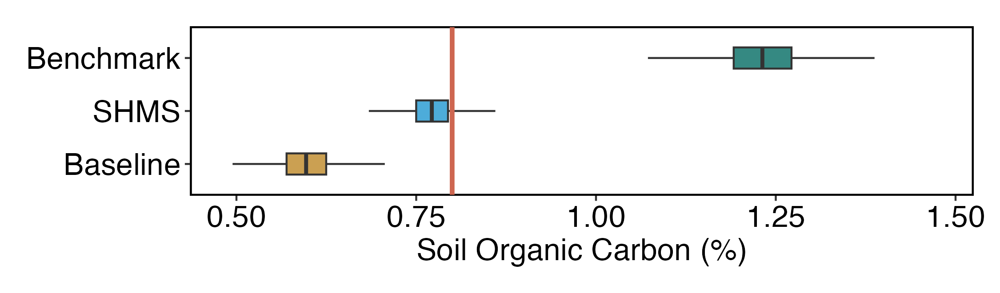 Benchmark
SHMS
Baseline
0.50 0.75 1.00 1.25 1.50
Soil Organic Carbon (%)